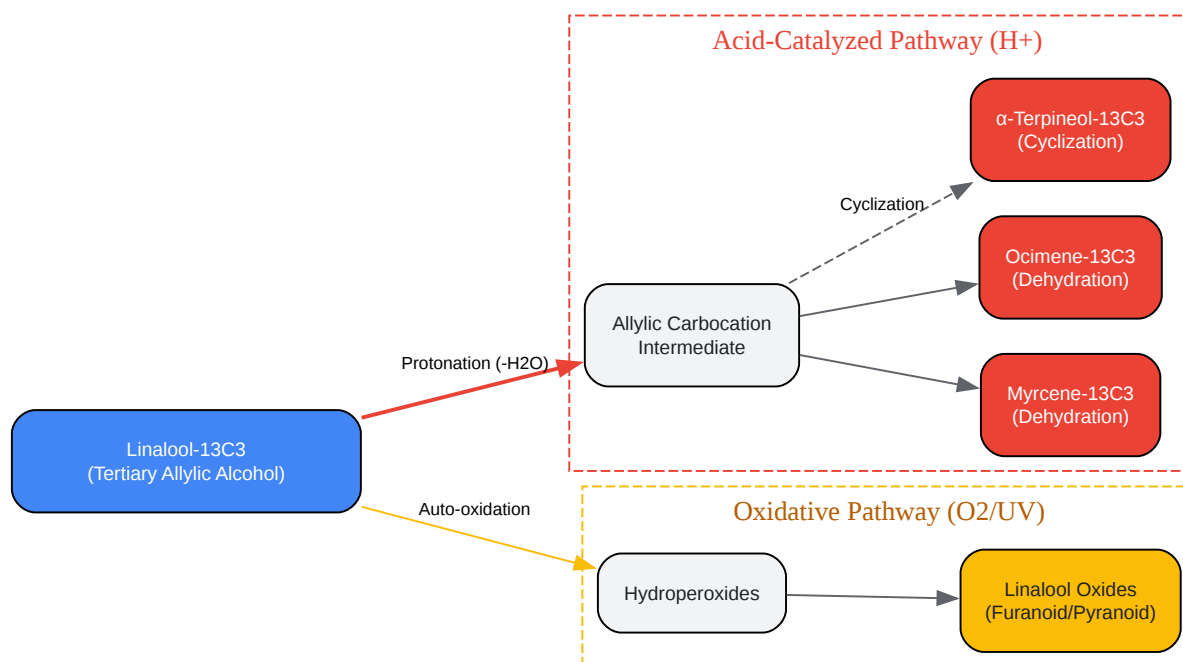 Acid-Catalyzed Pathway (H+)
α-Terpineol-13C3
(Cyclization)
Cyclization
Ocimene-13C3
(Dehydration)
Allylic Carbocation
Intermediate
Protonation (-H2O)
Myrcene-13C3
(Dehydration)
Linalool-13C3
(Tertiary Allylic Alcohol)
Auto-oxidation
Oxidative Pathway (O2/UV)
Hydroperoxides
Linalool Oxides
(Furanoid/Pyranoid)